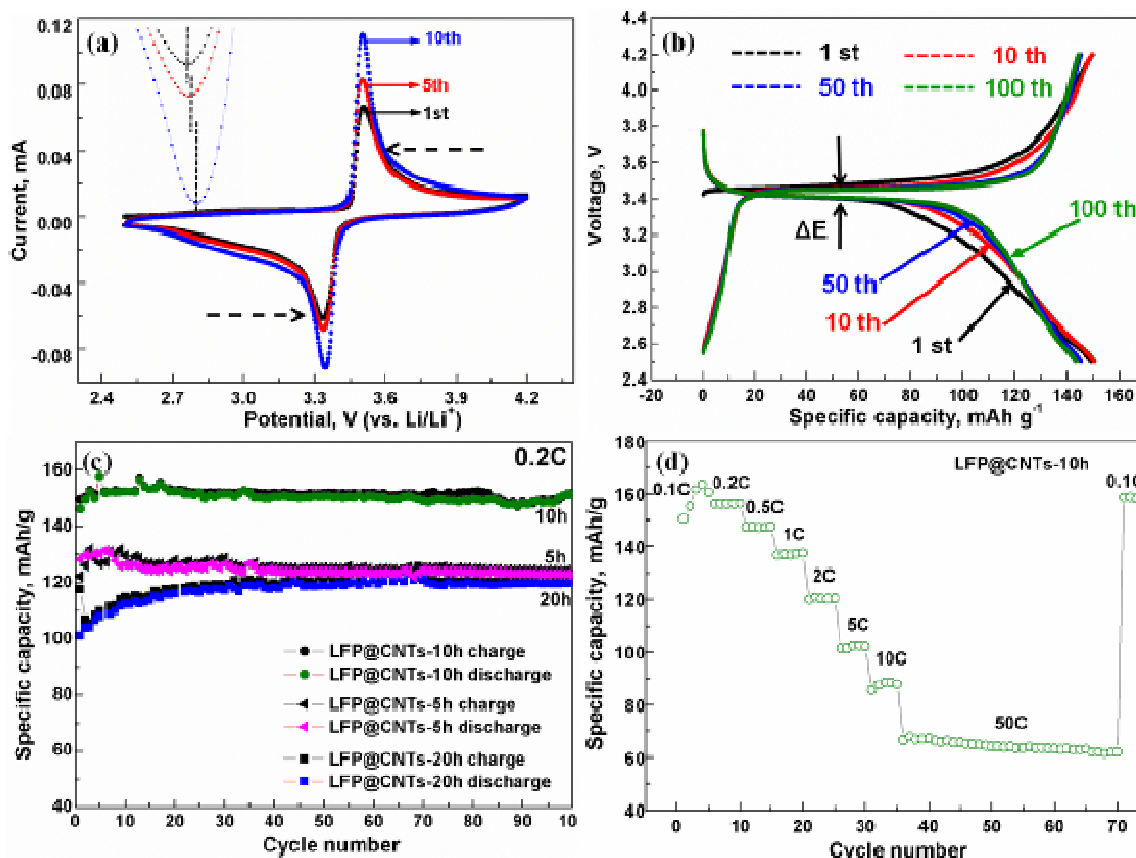 (a)
10th
5th
1st
0.12
0.08
0.04
0.00
-0.04
-0.08
Current, mA
2.4 2.7 3.0 3.3 3.6 3.9 4.2
Potential, V (vs. Li/Li+)
(b)
1 st
10 th
50 th
100 th
4.5
4.2
3.9
3.6
3.3
3.0
2.7
2.4
Voltage, V
ΔE
100 th
50 th
10 th
1 st
-20 0 20 40 60 80 100 120 140 160
Specific capacity, mAh g-1
(c)
0.2C
160
140
120
100
80
60
40
Specific capacity, mAh/g
10h
5h
20h
LFP@CNTs-10h charge
LFP@CNTs-10h discharge
LFP@CNTs-5h charge
LFP@CNTs-5h discharge
LFP@CNTs-20h charge
LFP@CNTs-20h discharge
0 10 20 30 40 50 60 70 80 90 10
Cycle number
(d)
LFP@CNTs-10h
180
160
140
120
100
80
60
40
Specific capacity, mAh/g
0.1C
0.2C
0.5C
1C
2C
5C
10C
50C
0.1C
0 10 20 30 40 50 60 70
Cycle number